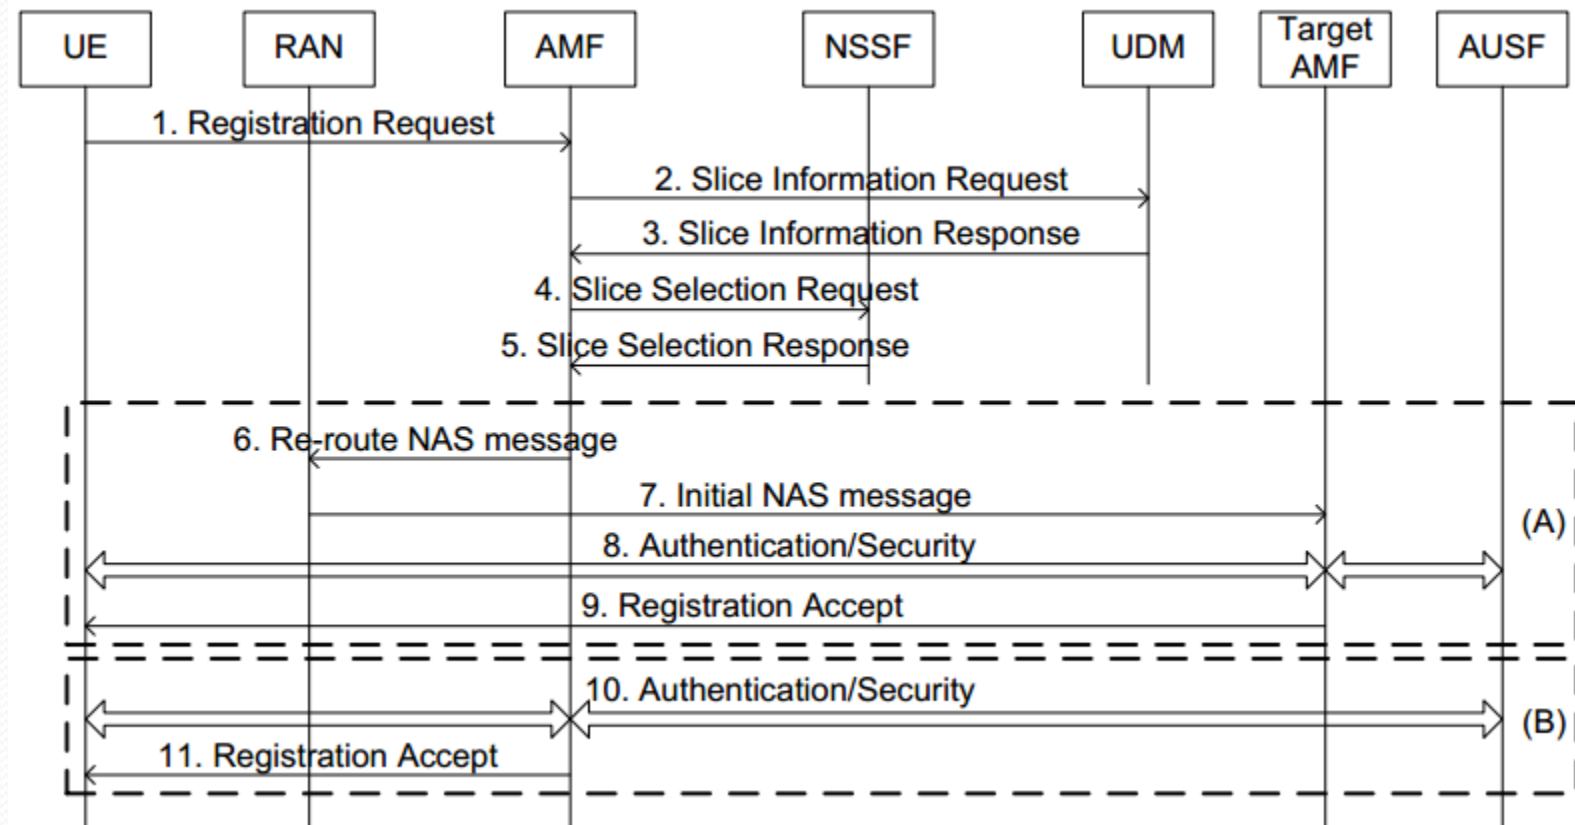 UE
RAN
AMF
NSSF
UDM
Target
AMF
AUSF
1. Registration Request
2. Slice Information Request
3. Slice Information Response
4. Slice Selection Request
5. Slice Selection Response
6. Re-route NAS message
7. Initial NAS message
(A)
8. Authentication/Security
9. Registration Accept
10. Authentication/Security
(B)
11. Registration Accept